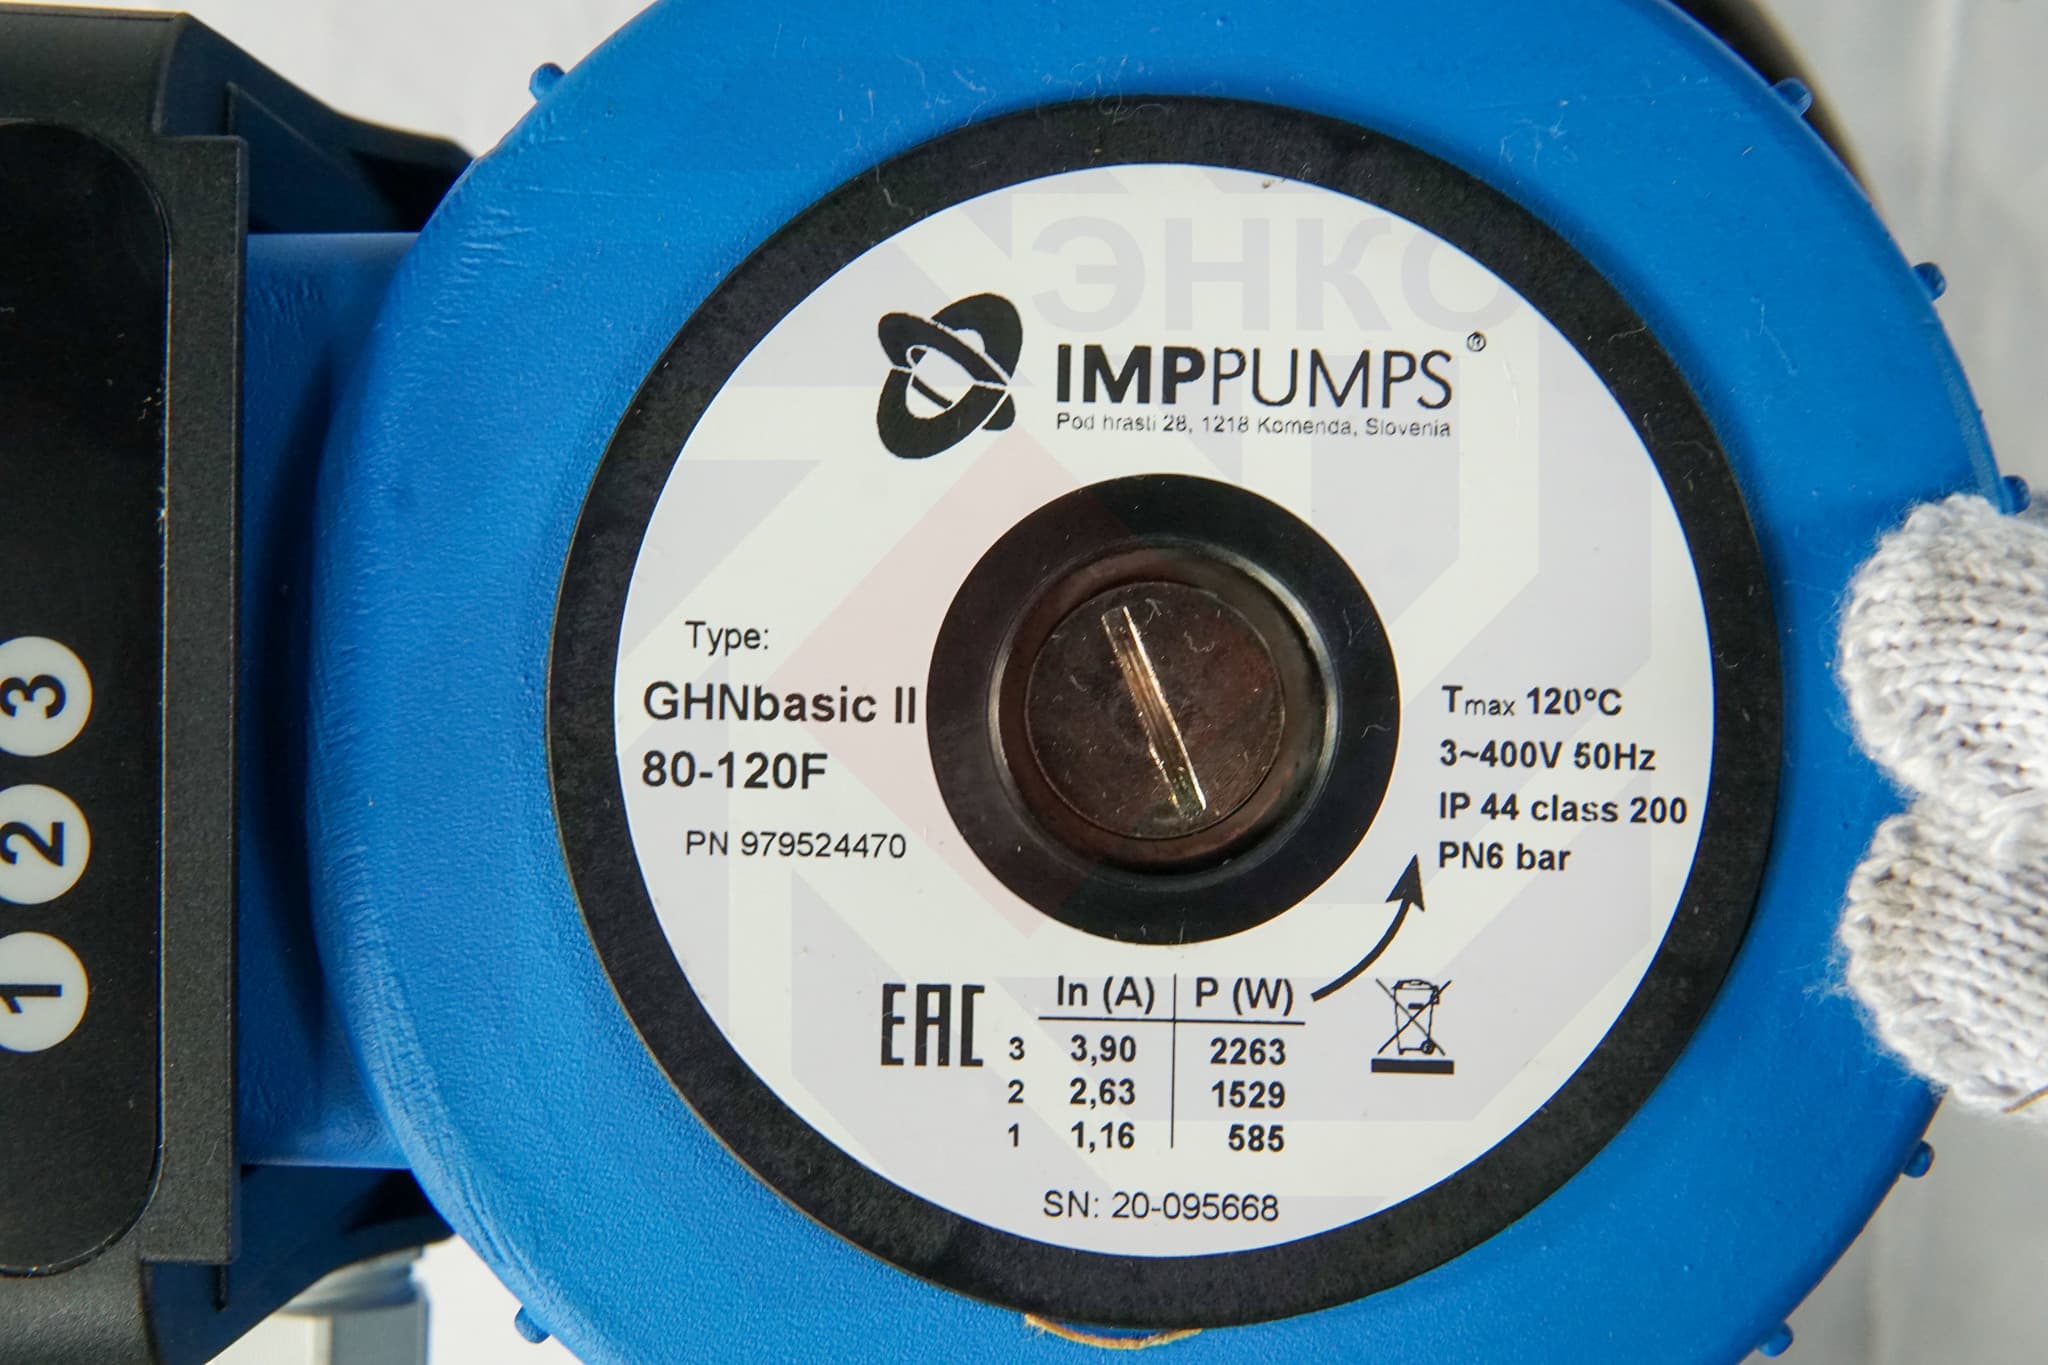 ЭНКО
IMPPUMPS®
Pod hrasti 28, 1218 Komenda, Slovenia
Type:
GHNbasic II
80-120F
PN 979524470
Tmax 120°C
3~400V 50Hz
IP 44 class 200
PN6 bar
EAC
In (A) P (W)
3 3,90 2263
2 2,63 1529
1 1,16 585
SN: 20-095668
3
2
1